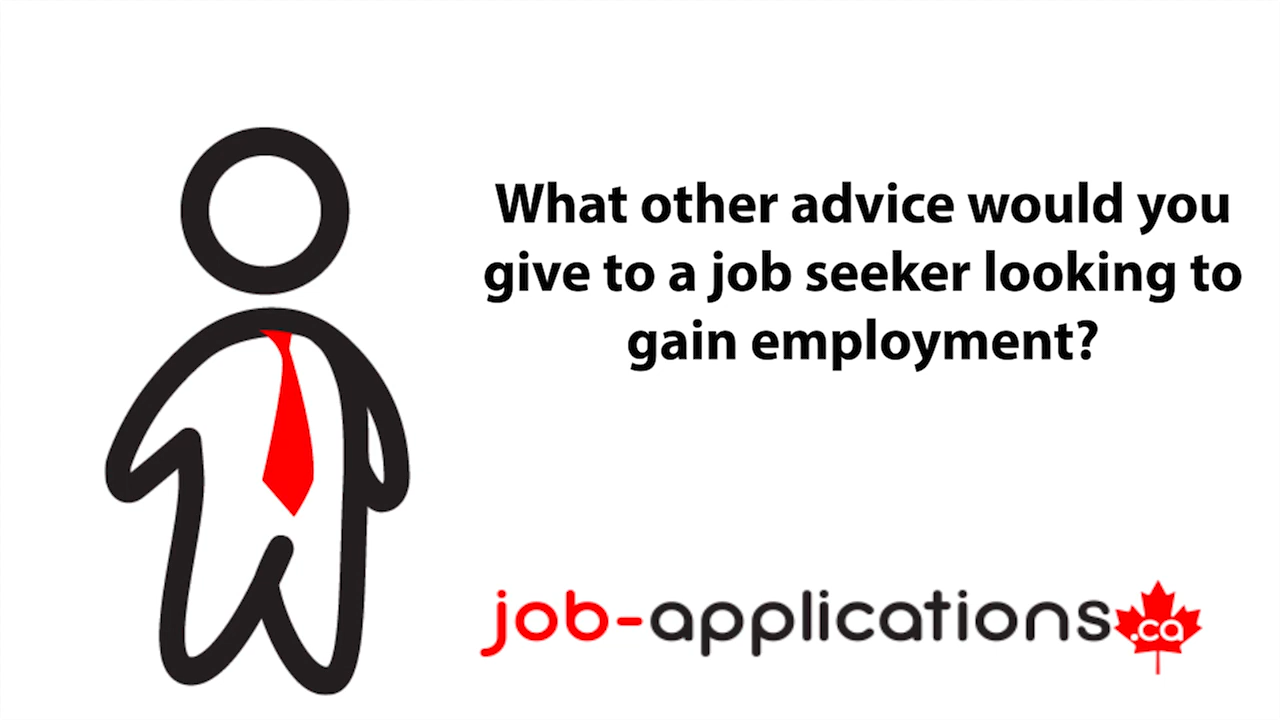 What other advice would you
give to a job seeker looking to
gain employment?
job-applications.ca